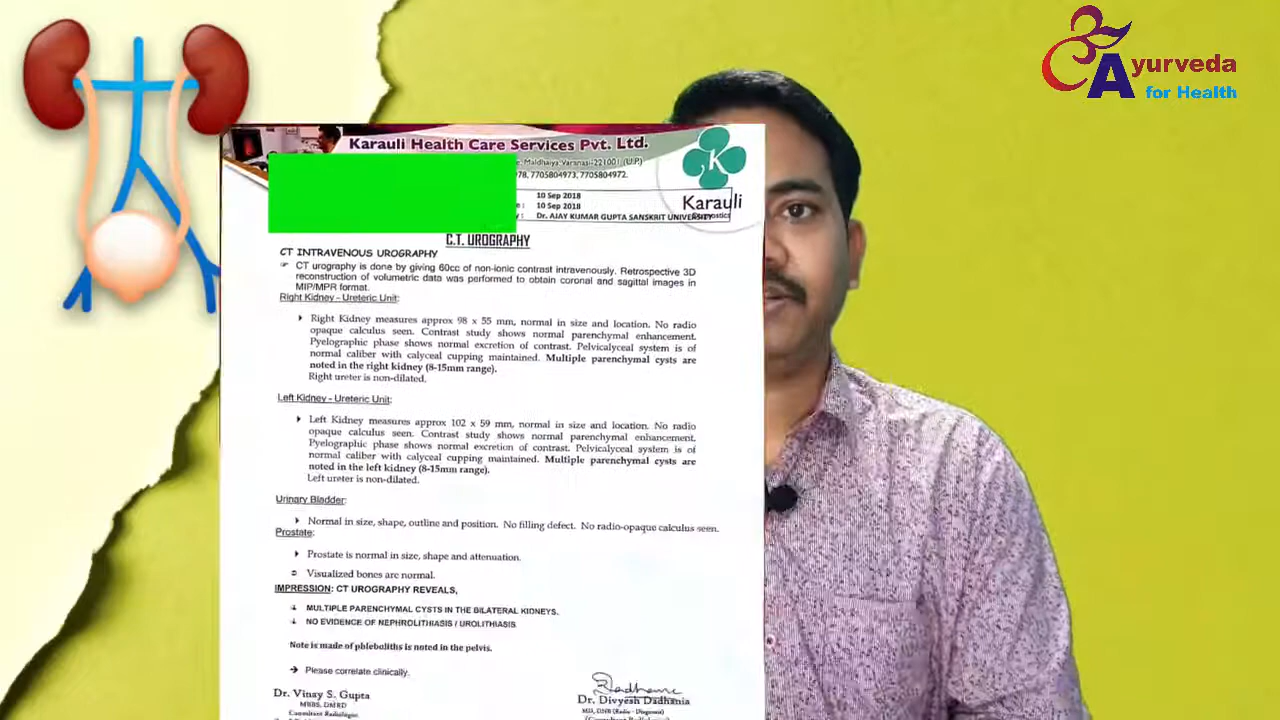 Ayurveda
for Health
Karauli Health Care Services Pvt. Ltd.
Maldhaiya, Varanasi-221001 (U.P.)
978, 7705804973, 7705804972.
K
Karauli
Diagnostics
10 Sep 2018
: 10 Sep 2018
: Dr. AJAY KUMAR GUPTA SANSKRIT UNIVERSITY
C.T. UROGRAPHY
CT INTRAVENOUS UROGRAPHY
CT urography is done by giving 60cc of non-ionic contrast intravenously. Retrospective 3D
reconstruction of volumetric data was performed to obtain coronal and sagittal images in
MIP/MPR format.
Right Kidney - Ureteric Unit:
Right Kidney measures approx 98 x 55 mm, normal in size and location. No radio
opaque calculus seen. Contrast study shows normal parenchymal enhancement.
Pyelographic phase shows normal excretion of contrast. Pelvicalyceal system is of
normal caliber with calyceal cupping maintained. Multiple parenchymal cysts are
noted in the right kidney (8-15mm range).
Right ureter is non-dilated.
Left Kidney - Ureteric Unit:
Left Kidney measures approx 102 x 59 mm, normal in size and location. No radio
opaque calculus seen. Contrast study shows normal parenchymal enhancement.
Pyelographic phase shows normal excretion of contrast. Pelvicalyceal system is of
normal caliber with calyceal cupping maintained. Multiple parenchymal cysts are
noted in the left kidney (8-15mm range).
Left ureter is non-dilated.
Urinary Bladder:
Normal in size, shape, outline and position. No filling defect. No radio-opaque calculus seen.
Prostate:
Prostate is normal in size, shape and attenuation.
Visualized bones are normal.
IMPRESSION: CT UROGRAPHY REVEALS,
MULTIPLE PARENCHYMAL CYSTS IN THE BILATERAL KIDNEYS.
NO EVIDENCE OF NEPHROLITHIASIS / UROLITHIASIS
Note is made of phleboliths is noted in the pelvis.
Please correlate clinically.
Dr. Vinay S. Gupta
MBBS, DMRD
Consultant Radiologist
Dadhania
Dr. Divyesh Dadhania
MD, DNB (Radio - Diagnosis)
(Consultant Radiologist)